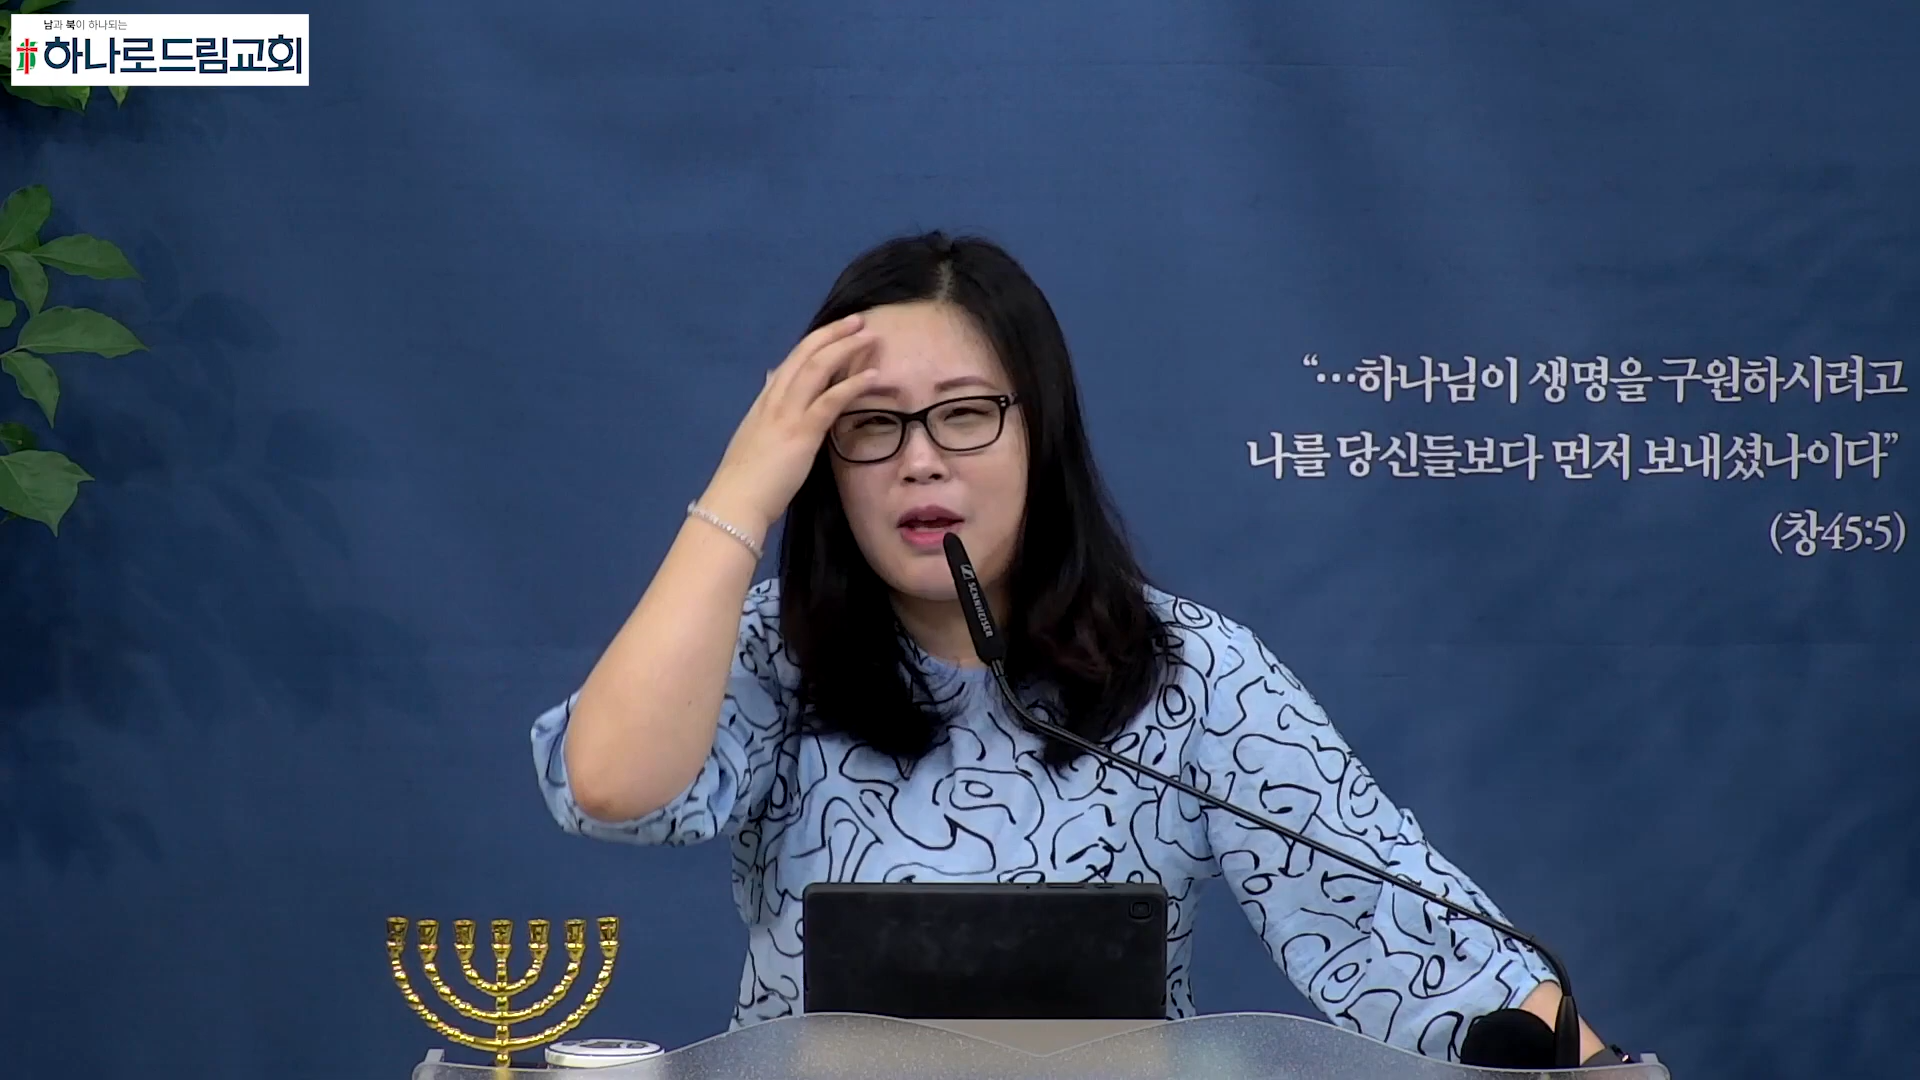 남과 북이 하나되는
하나로드림교회
“…하나님이 생명을 구원하시려고
나를 당신들보다 먼저 보내셨나이다”
(창45:5)
SENNHEISER